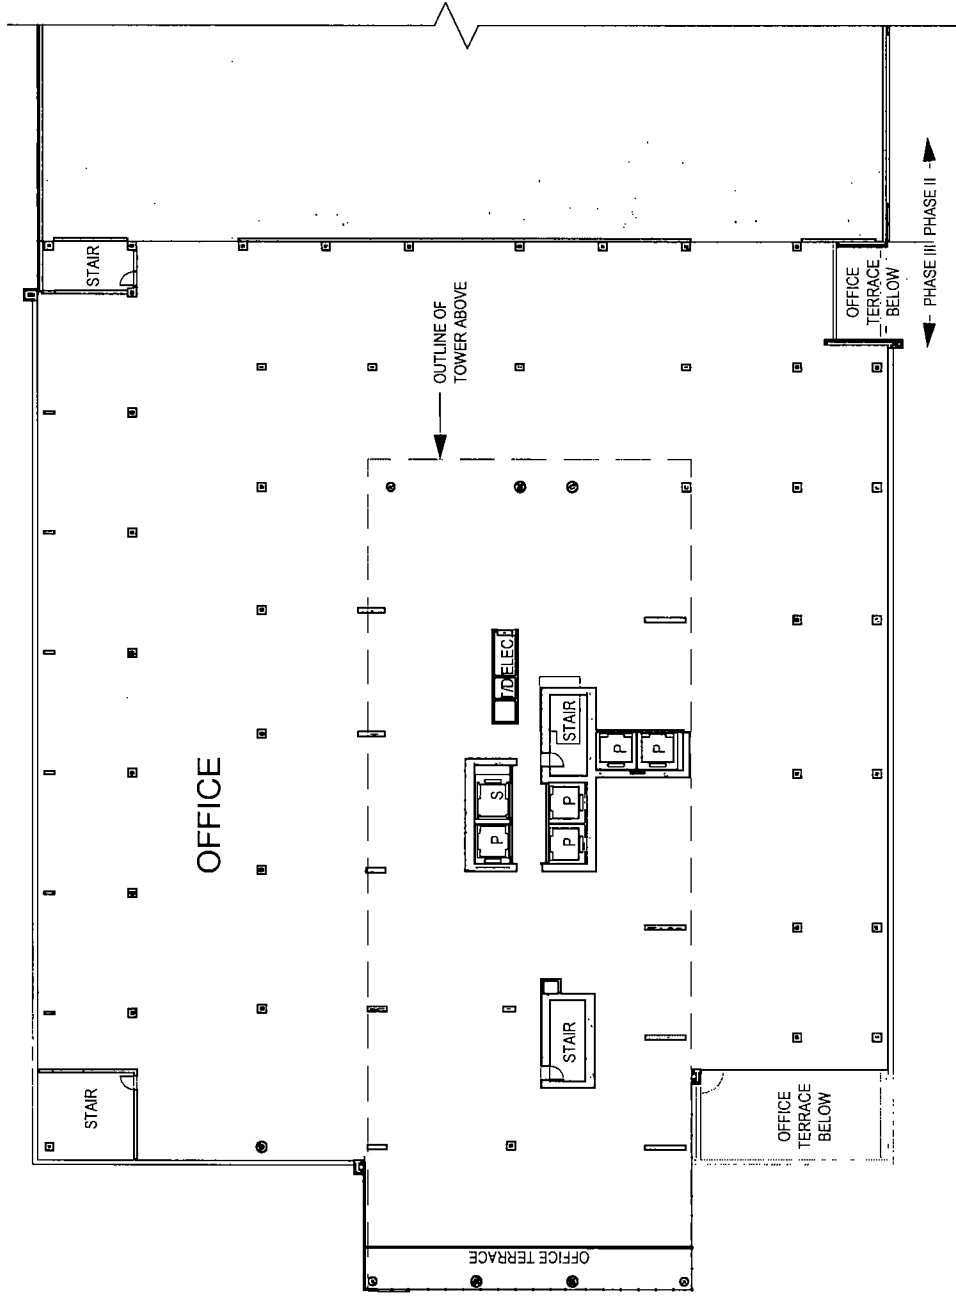 STAIR
OFFICE
TERRACE
BELOW
PHASE III
PHASE II
OUTLINE OF
TOWER ABOVE
T/D
ELEC.
STAIR
OFFICE
S
P
P
P
P
P
STAIR
STAIR
OFFICE
TERRACE
BELOW
OFFICE TERRACE